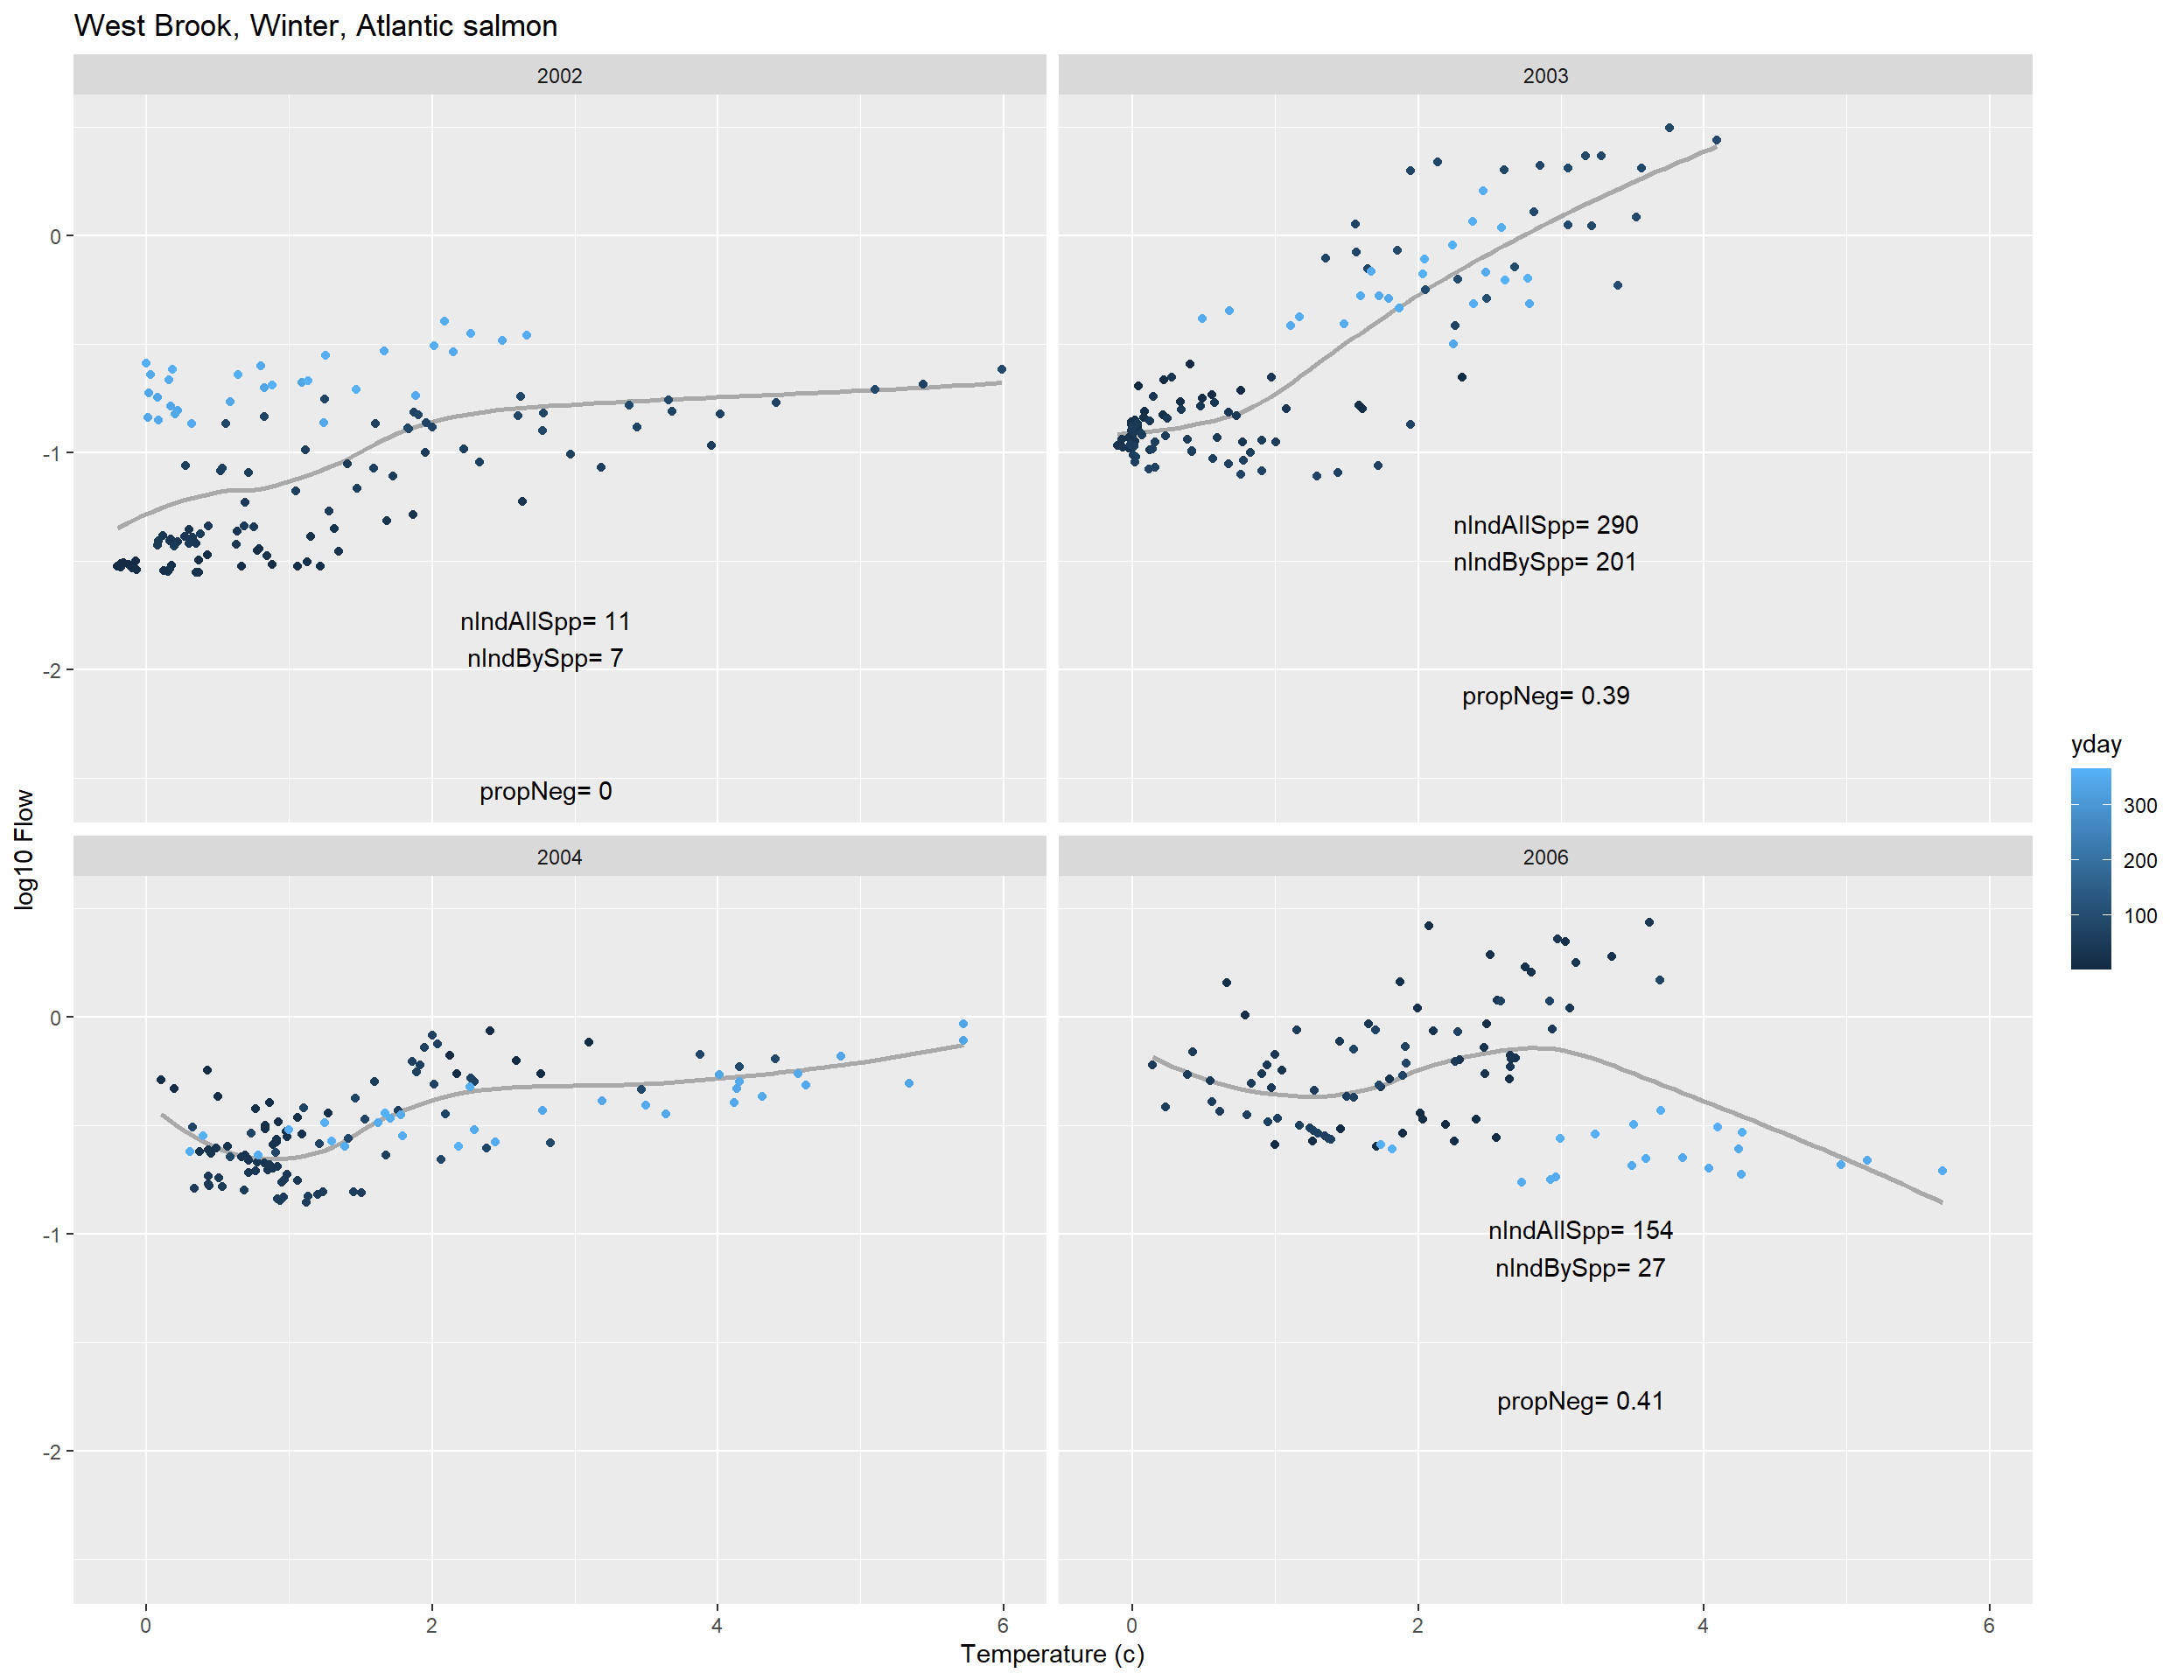 West Brook, Winter, Atlantic salmon
2002
2003
0
-1
-2
nIndAllSpp= 11
nIndBySpp= 7
propNeg= 0
nIndAllSpp= 290
nIndBySpp= 201
propNeg= 0.39
2004
2006
0
-1
-2
nIndAllSpp= 154
nIndBySpp= 27
propNeg= 0.41
0
2
4
6
0
2
4
6
Temperature (c)
log10 Flow
yday
300
200
100